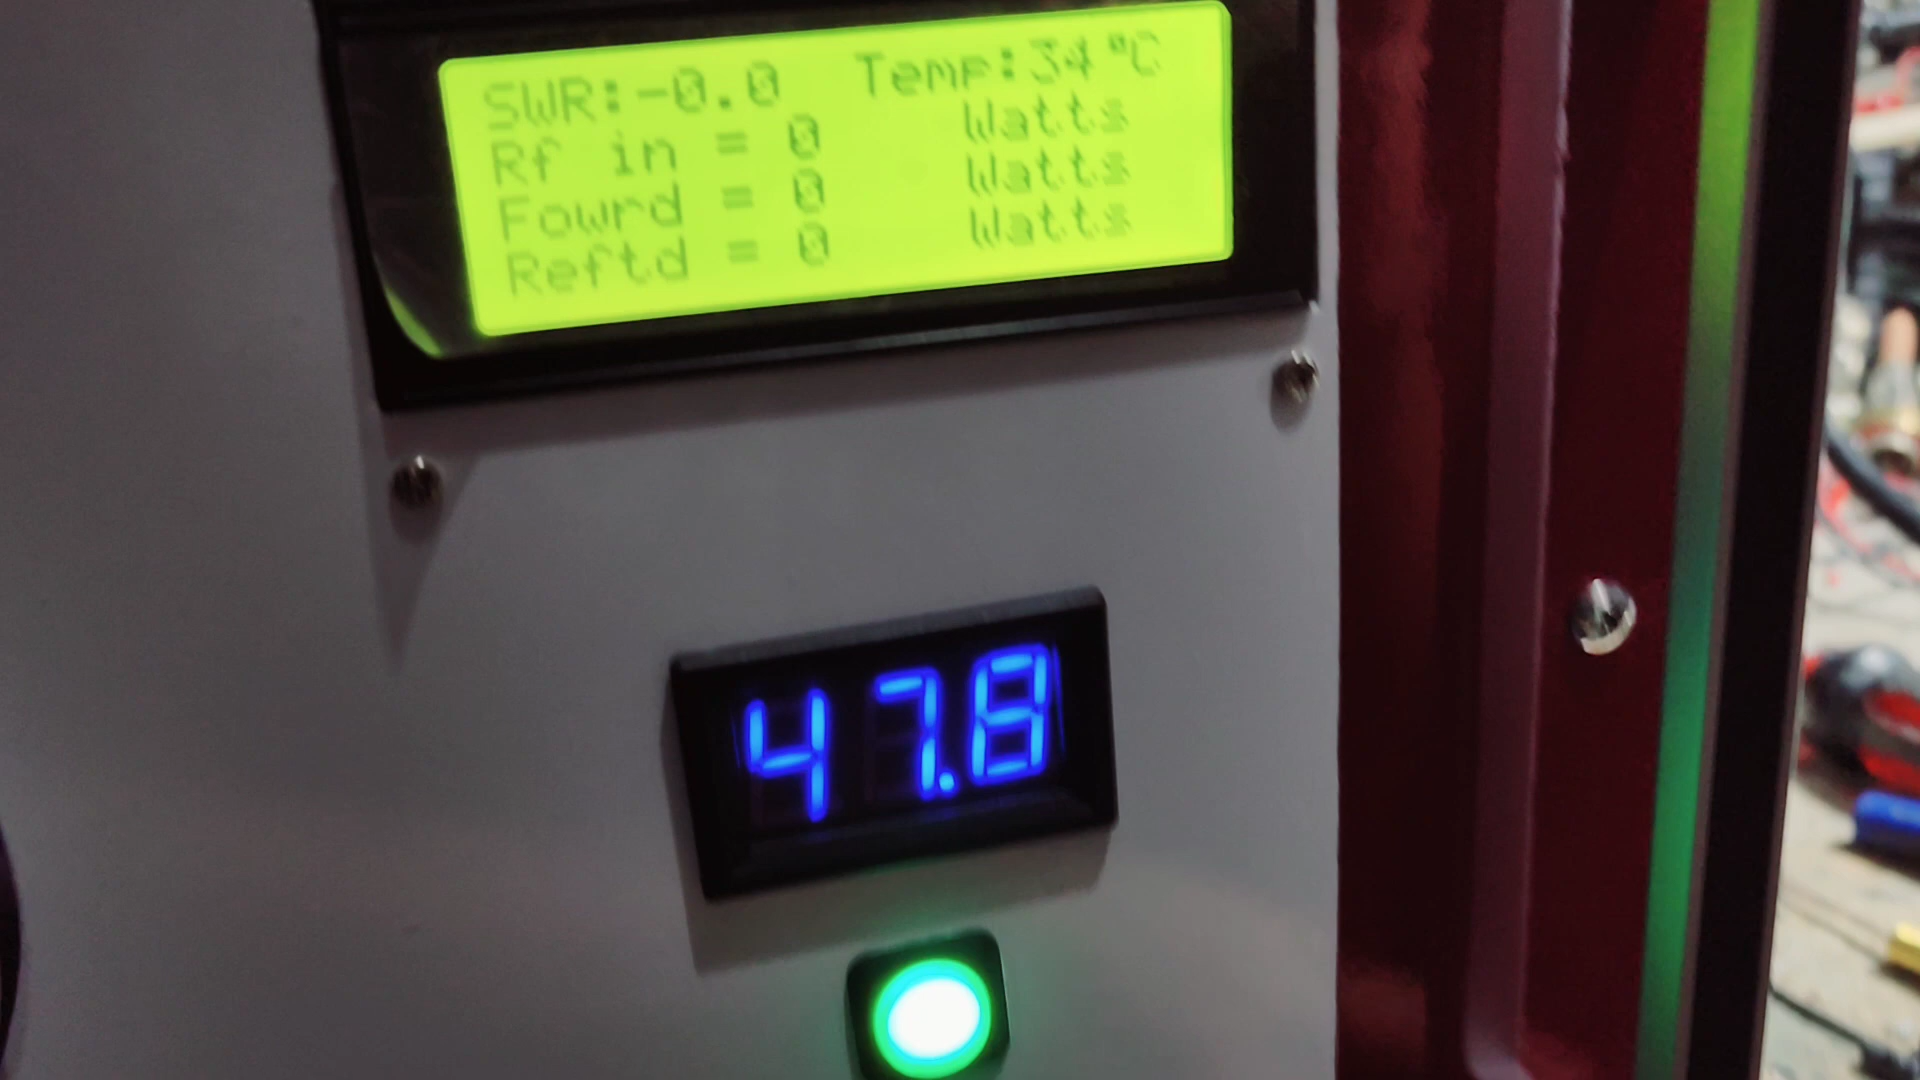 SWR:-0.0 Temp:34°C
Rf in = 0 Watts
Fowrd = 0 Watts
Reftd = 0 Watts
47.8